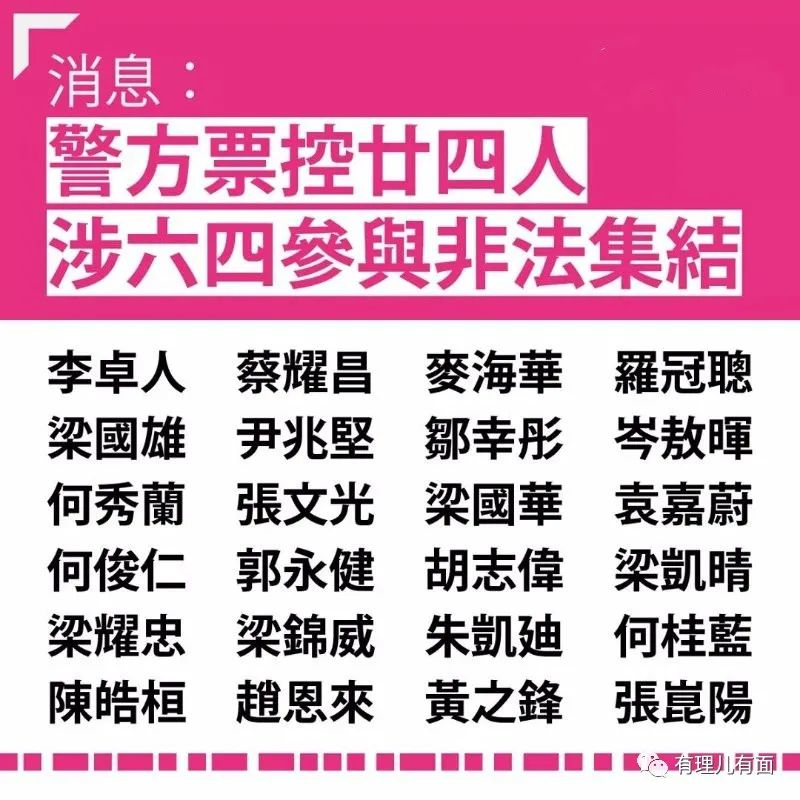 消息：
警方票控廿四人
涉六四參與非法集結
李卓人 蔡耀昌 麥海華 羅冠聰
梁國雄 尹兆堅 鄒幸彤 岑敖暉
何秀蘭 張文光 梁國華 袁嘉蔚
何俊仁 郭永健 胡志偉 梁凱晴
梁耀忠 梁錦威 朱凱廸 何桂藍
陳皓桓 趙恩來 黃之鋒 張崑陽
有理儿有面